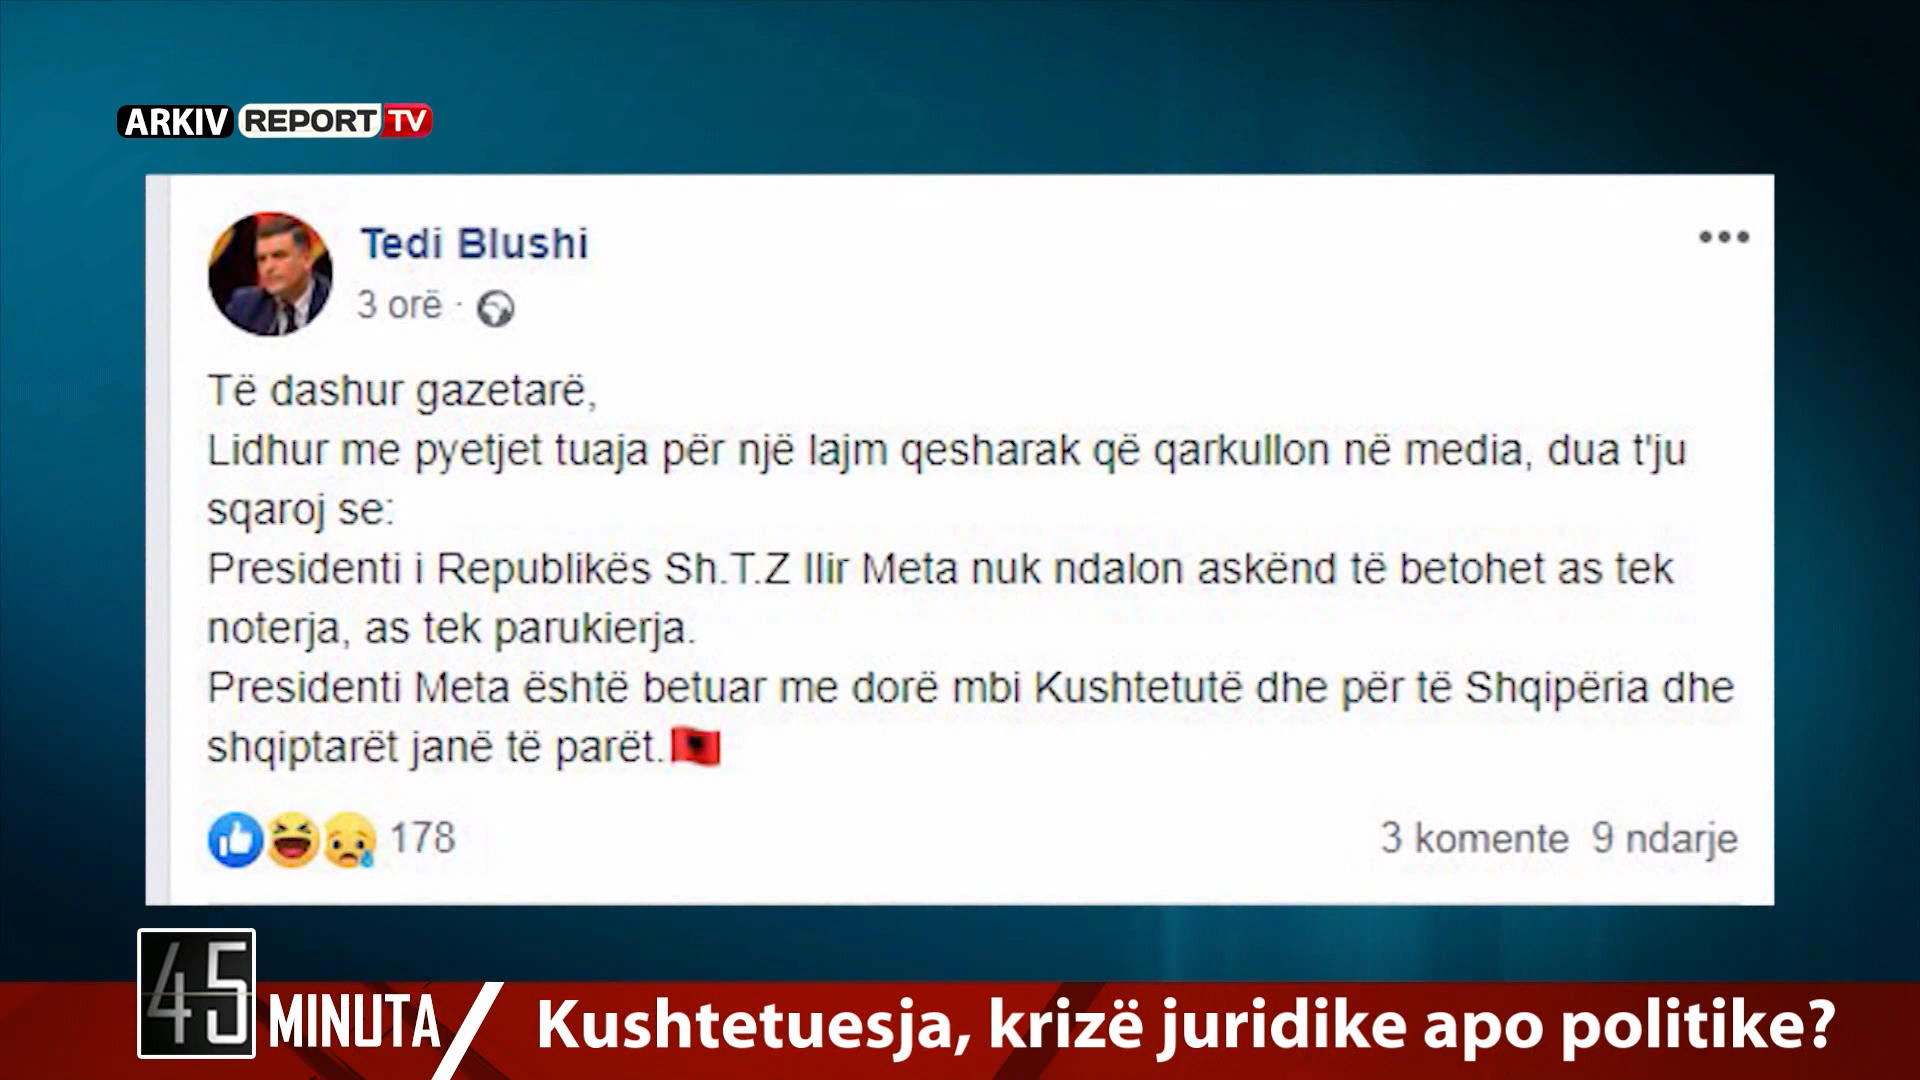 ARKIV REPORT TV
Tedi Blushi
3 orë ·
Të dashur gazetarë,
Lidhur me pyetjet tuaja për një lajm qesharak që qarkullon në media, dua t'ju
sqaroj se:
Presidenti i Republikës Sh.T.Z Ilir Meta nuk ndalon askënd të betohet as tek
noterja, as tek parukierja.
Presidenti Meta është betuar me dorë mbi Kushtetutë dhe për të Shqipëria dhe
shqiptarët janë të parët.🇦🇱
178
3 komente 9 ndarje
45 MINUTA
Kushtetuesja, krizë juridike apo politike?